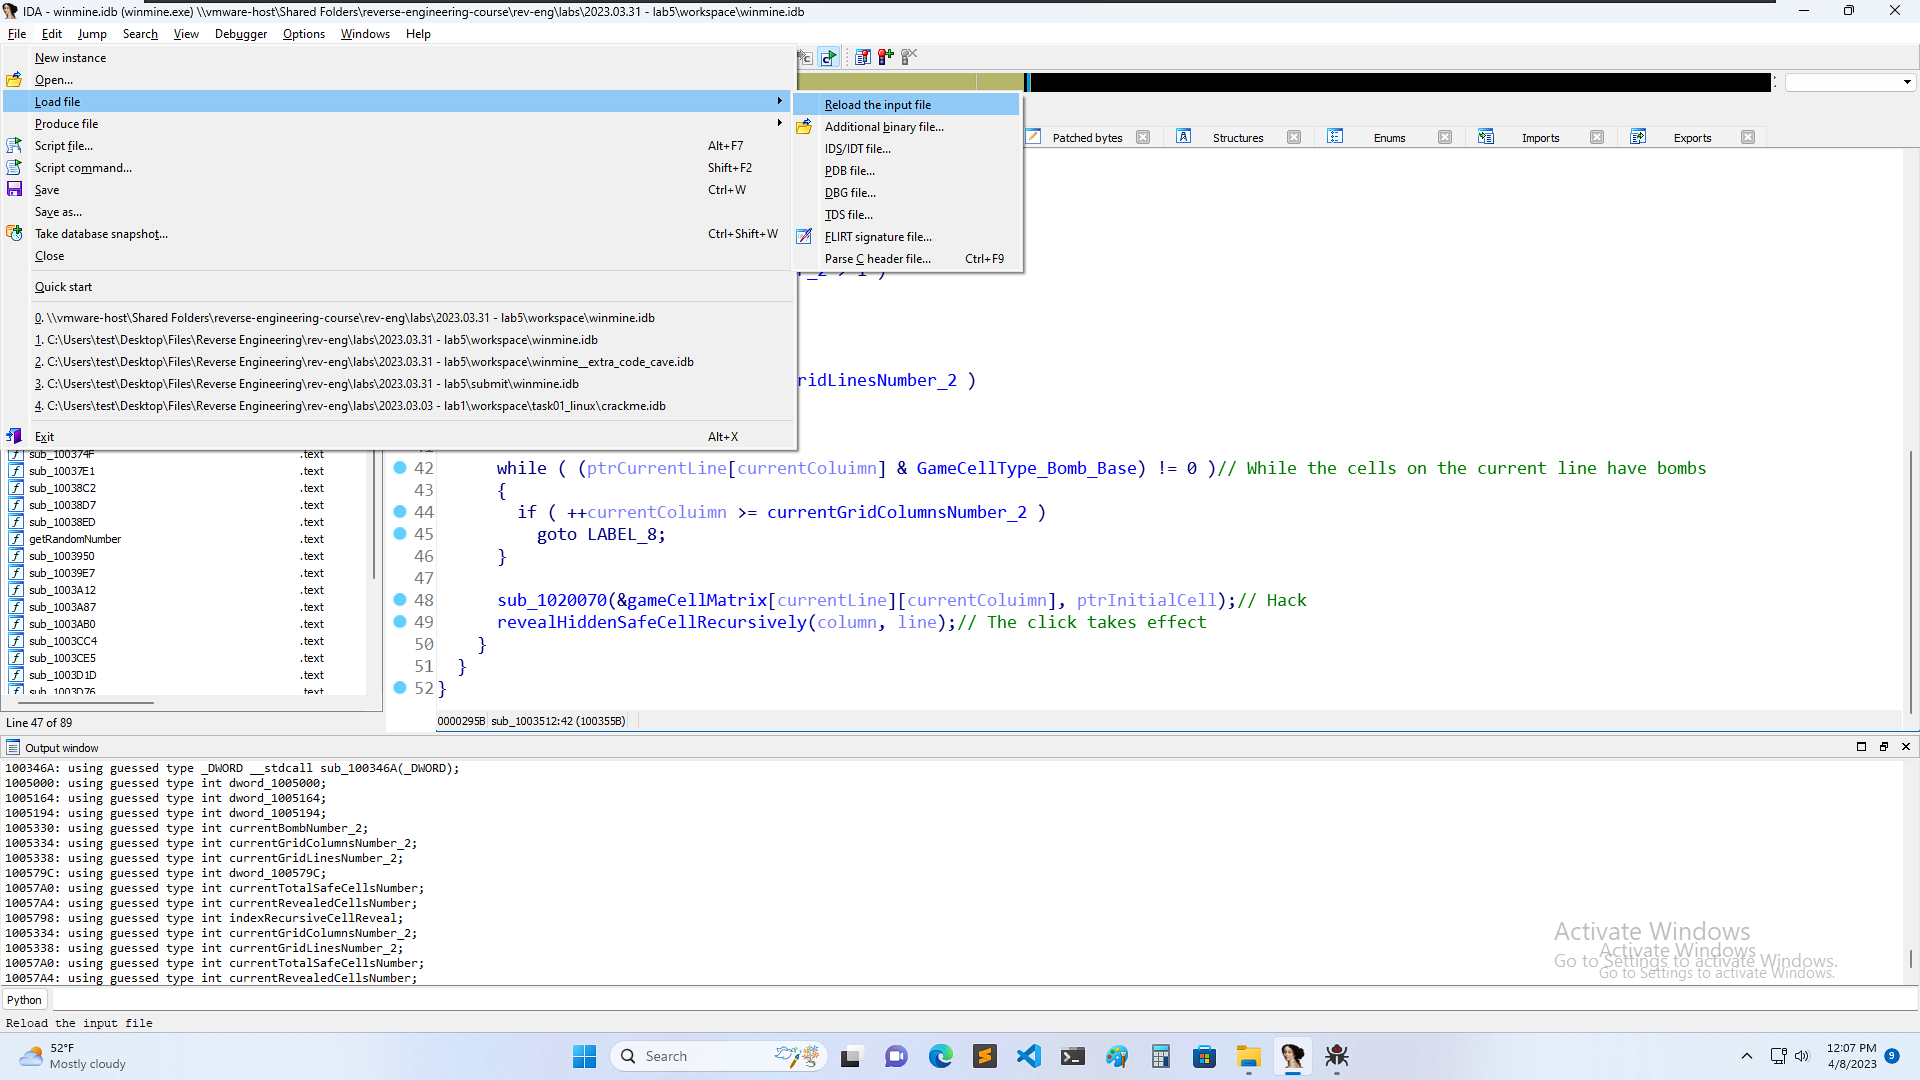 IDA - winmine.idb (winmine.exe) \\vmware-host\Shared Folders\reverse-engineering-course\rev-eng\labs\2023.03.31 - lab5\workspace\winmine.idb
File Edit Jump Search View Debugger Options Windows Help
New instance
Open...
Load file
Produce file
Script file... Alt+F7
Script command... Shift+F2
Save Ctrl+W
Save as...
Take database snapshot... Ctrl+Shift+W
Close
Quick start
0. \\vmware-host\Shared Folders\reverse-engineering-course\rev-eng\labs\2023.03.31 - lab5\workspace\winmine.idb
1. C:\Users\test\Desktop\Files\Reverse Engineering\rev-eng\labs\2023.03.31 - lab5\workspace\winmine.idb
2. C:\Users\test\Desktop\Files\Reverse Engineering\rev-eng\labs\2023.03.31 - lab5\workspace\winmine__extra_code_cave.idb
3. C:\Users\test\Desktop\Files\Reverse Engineering\rev-eng\labs\2023.03.31 - lab5\submit\winmine.idb
4. C:\Users\test\Desktop\Files\Reverse Engineering\rev-eng\labs\2023.03.03 - lab1\workspace\task01_linux\crackme.idb
Exit Alt+X
Reload the input file
Additional binary file...
IDS/IDT file...
PDB file...
DBG file...
TDS file...
FLIRT signature file...
Parse C header file... Ctrl+F9
Patched bytes Structures Enums Imports Exports
ridLinesNumber_2 )
sub_100374F .text
sub_10037E1 .text
sub_10038C2 .text
sub_10038D7 .text
sub_10038ED .text
getRandomNumber .text
sub_1003950 .text
sub_10039E7 .text
sub_1003A12 .text
sub_1003A87 .text
sub_1003AB0 .text
sub_1003CC4 .text
sub_1003CE5 .text
sub_1003D1D .text
sub_1003D76 .text
Line 47 of 89
42 while ( (ptrCurrentLine[currentColuimn] & GameCellType_Bomb_Base) != 0 )// While the cells on the current line have bombs
43 {
44 if ( ++currentColuimn >= currentGridColumnsNumber_2 )
45 goto LABEL_8;
46 }
47
48 sub_1020070(&gameCellMatrix[currentLine][currentColuimn], ptrInitialCell);// Hack
49 revealHiddenSafeCellRecursively(column, line);// The click takes effect
50 }
51 }
52 }
0000295B sub_1003512:42 (100355B)
Output window
100346A: using guessed type _DWORD __stdcall sub_100346A(_DWORD);
1005000: using guessed type int dword_1005000;
1005164: using guessed type int dword_1005164;
1005194: using guessed type int dword_1005194;
1005330: using guessed type int currentBombNumber_2;
1005334: using guessed type int currentGridColumnsNumber_2;
1005338: using guessed type int currentGridLinesNumber_2;
100579C: using guessed type int dword_100579C;
10057A0: using guessed type int currentTotalSafeCellsNumber;
10057A4: using guessed type int currentRevealedCellsNumber;
1005798: using guessed type int indexRecursiveCellReveal;
1005334: using guessed type int currentGridColumnsNumber_2;
1005338: using guessed type int currentGridLinesNumber_2;
10057A0: using guessed type int currentTotalSafeCellsNumber;
10057A4: using guessed type int currentRevealedCellsNumber;
Activate Windows
Go to Settings to activate Windows.
Activate Windows
Go to Settings to activate Windows.
Python
Reload the input file
52°F
Mostly cloudy
Search
12:07 PM
4/8/2023
9